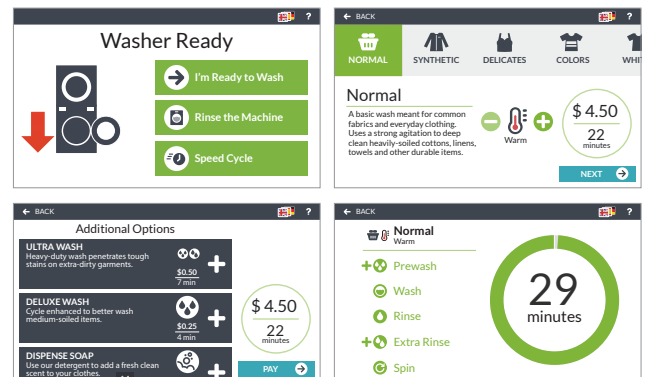 ?
Washer Ready
I'm Ready to Wash
Rinse the Machine
Speed Cycle
BACK
?
NORMAL
SYNTHETIC
DELICATES
COLORS
WHIT
Normal
A basic wash meant for common
fabrics and everyday clothing.
Uses a strong agitation to deep
clean heavily-soiled cottons, linens,
towels and other durable items.
Warm
$ 4.50
22
minutes
NEXT
BACK
?
Additional Options
ULTRA WASH
Heavy-duty wash penetrates tough
stains on extra-dirty garments.
$0.50
7 min
DELUXE WASH
Cycle enhanced to better wash
medium-soiled items.
$0.25
4 min
DISPENSE SOAP
Use our detergent to add a fresh clean
scent to your clothes.
$ 4.50
22
minutes
PAY
BACK
?
Normal
Warm
Prewash
Wash
Rinse
Extra Rinse
Spin
29
minutes